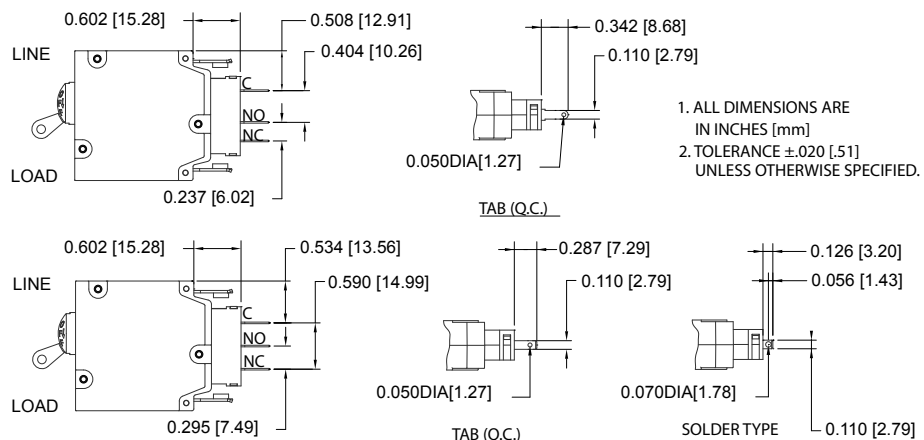 0.602 [15.28]
0.508 [12.91]
0.404 [10.26]
LINE
C
NO
NC
LOAD
0.237 [6.02]
0.342 [8.68]
0.110 [2.79]
0.050DIA[1.27]
TAB (Q.C.)
1. ALL DIMENSIONS ARE
IN INCHES [mm]
2. TOLERANCE ±.020 [.51]
UNLESS OTHERWISE SPECIFIED.
0.602 [15.28]
0.534 [13.56]
0.590 [14.99]
LINE
C
NO
NC
LOAD
0.295 [7.49]
0.287 [7.29]
0.110 [2.79]
0.050DIA[1.27]
TAB (Q.C.)
0.126 [3.20]
0.056 [1.43]
0.070DIA[1.78]
SOLDER TYPE
0.110 [2.79]